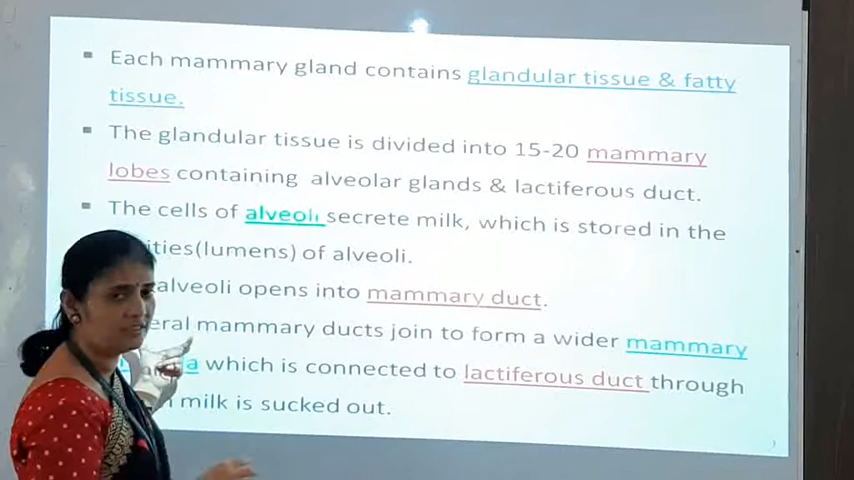 ▪ Each mammary gland contains glandular tissue & fatty
tissue.
▪ The glandular tissue is divided into 15-20 mammary
lobes containing alveolar glands & lactiferous duct.
▪ The cells of alveoli secrete milk, which is stored in the
ities(lumens) of alveoli.
alveoli opens into mammary duct.
eral mammary ducts join to form a wider mammary
a which is connected to lactiferous duct through
milk is sucked out.